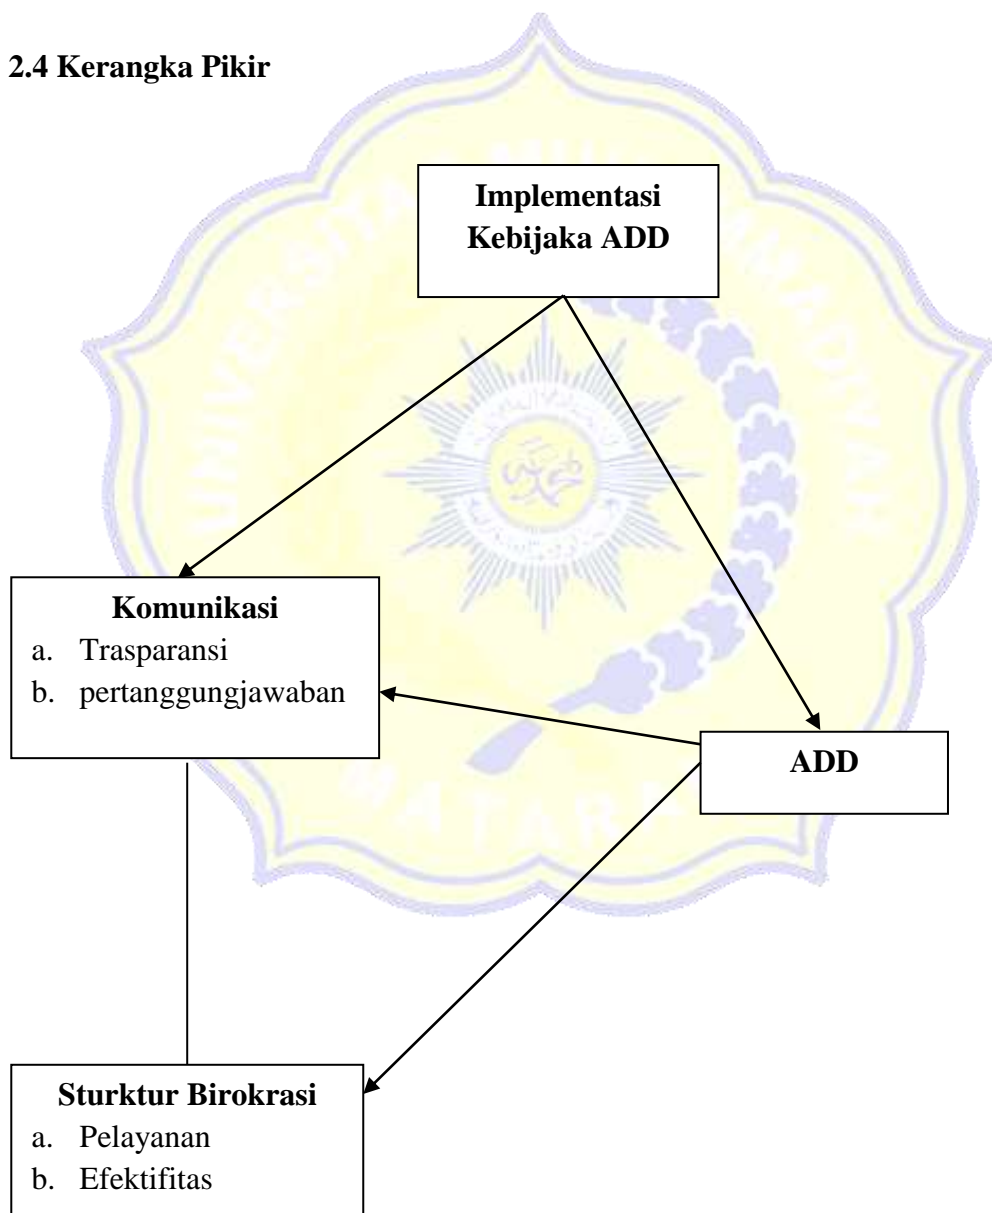 2.4 Kerangka Pikir
Implementasi
Kebijaka ADD
Komunikasi
a. Trasparansi
b. pertanggungjawaban
ADD
Sturktur Birokrasi
a. Pelayanan
b. Efektifitas